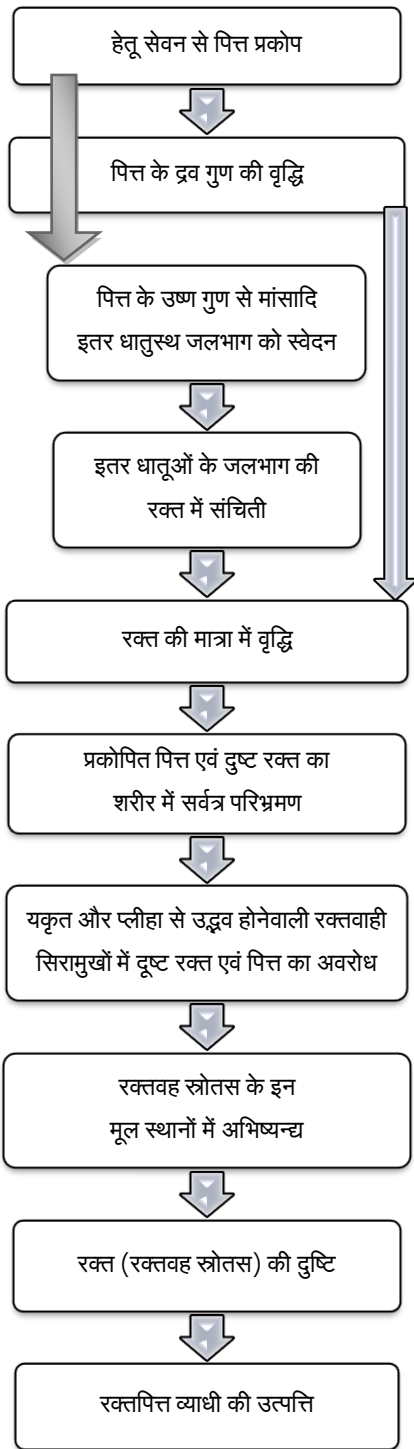 हेतू सेवन से पित्त प्रकोप
पित्त के द्रव गुण की वृद्धि
पित्त के उष्ण गुण से मांसादि
इतर धातुस्थ जलभाग को स्वेदन
इतर धातूओं के जलभाग की
रक्त में संचिती
रक्त की मात्रा में वृद्धि
प्रकोपित पित्त एवं दुष्ट रक्त का
शरीर में सर्वत्र परिभ्रमण
यकृत और प्लीहा से उद्भव होनेवाली रक्तवाही
सिरामुखों में दूष्ट रक्त एवं पित्त का अवरोध
रक्तवह स्रोतस के इन
मूल स्थानों में अभिष्यन्द्य
रक्त (रक्तवह स्रोतस) की दुष्टि
रक्तपित्त व्याधी की उत्पत्ति